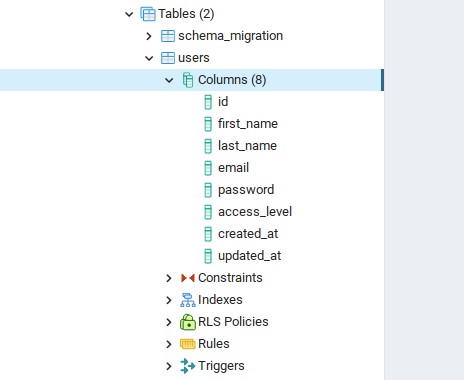 Tables (2)
schema_migration
users
Columns (8)
id
first_name
last_name
email
password
access_level
created_at
updated_at
Constraints
Indexes
RLS Policies
Rules
Triggers